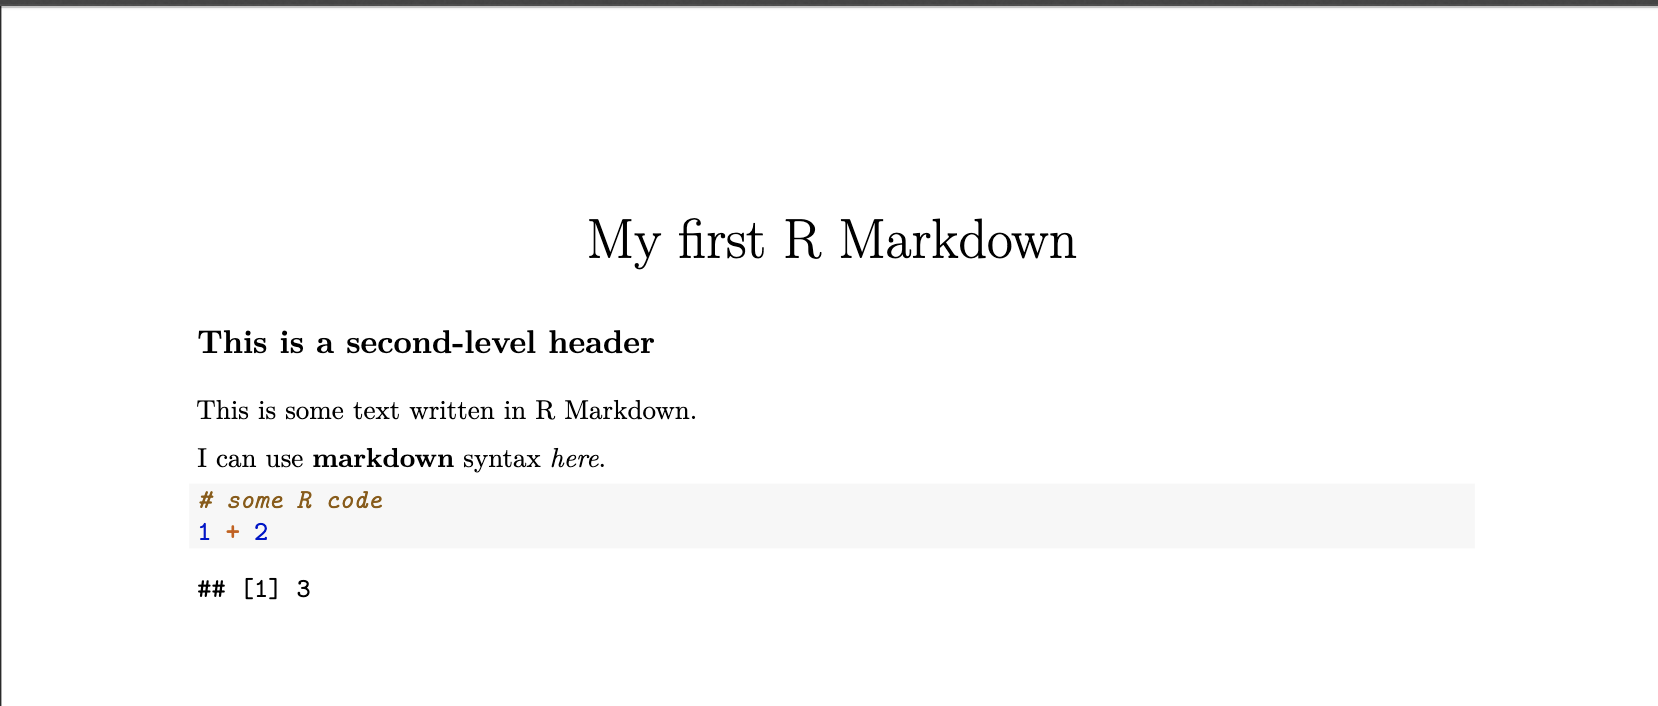 My first R Markdown
This is a second-level header
This is some text written in R Markdown.
I can use markdown syntax here.
# some R code
1 + 2
## [1] 3